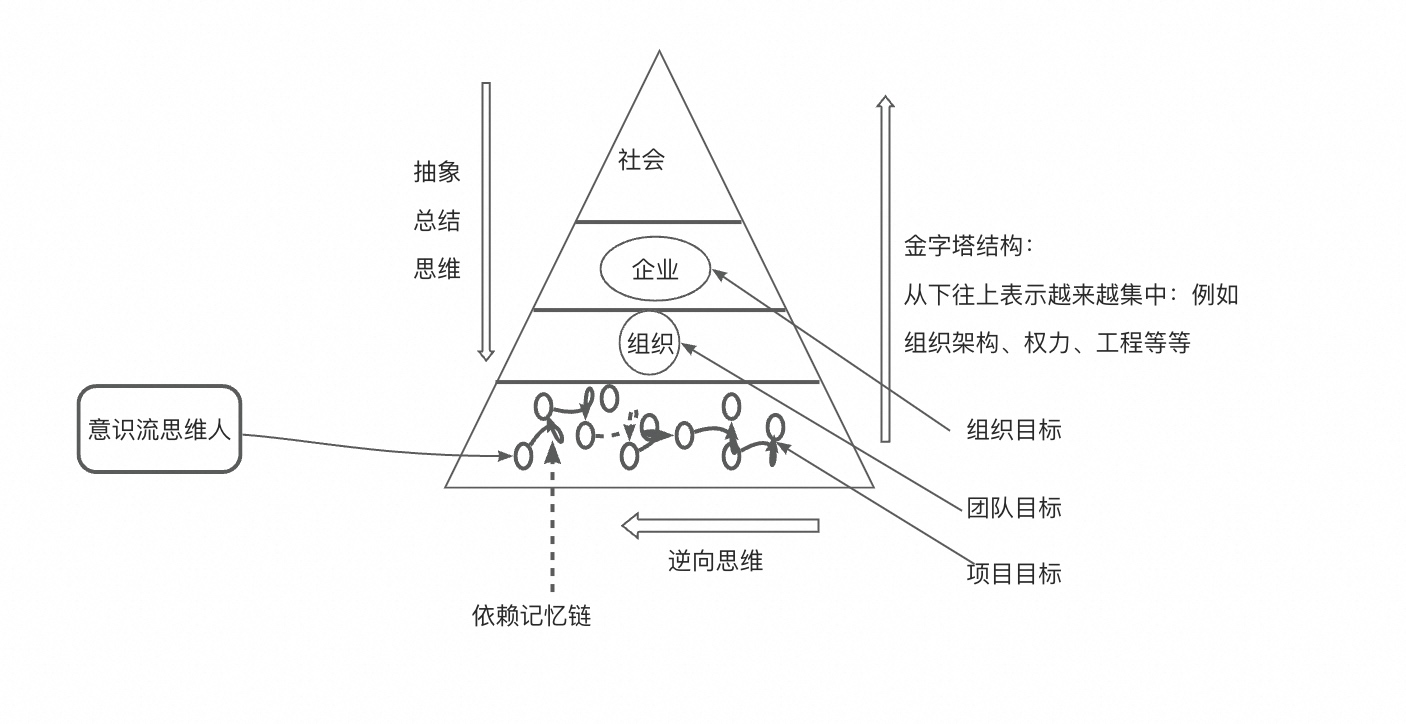 社会
抽象
总结
思维
企业
组织
金字塔结构：
从下往上表示越来越集中：例如
组织架构、权力、工程等等
意识流思维人
组织目标
团队目标
项目目标
逆向思维
依赖记忆链